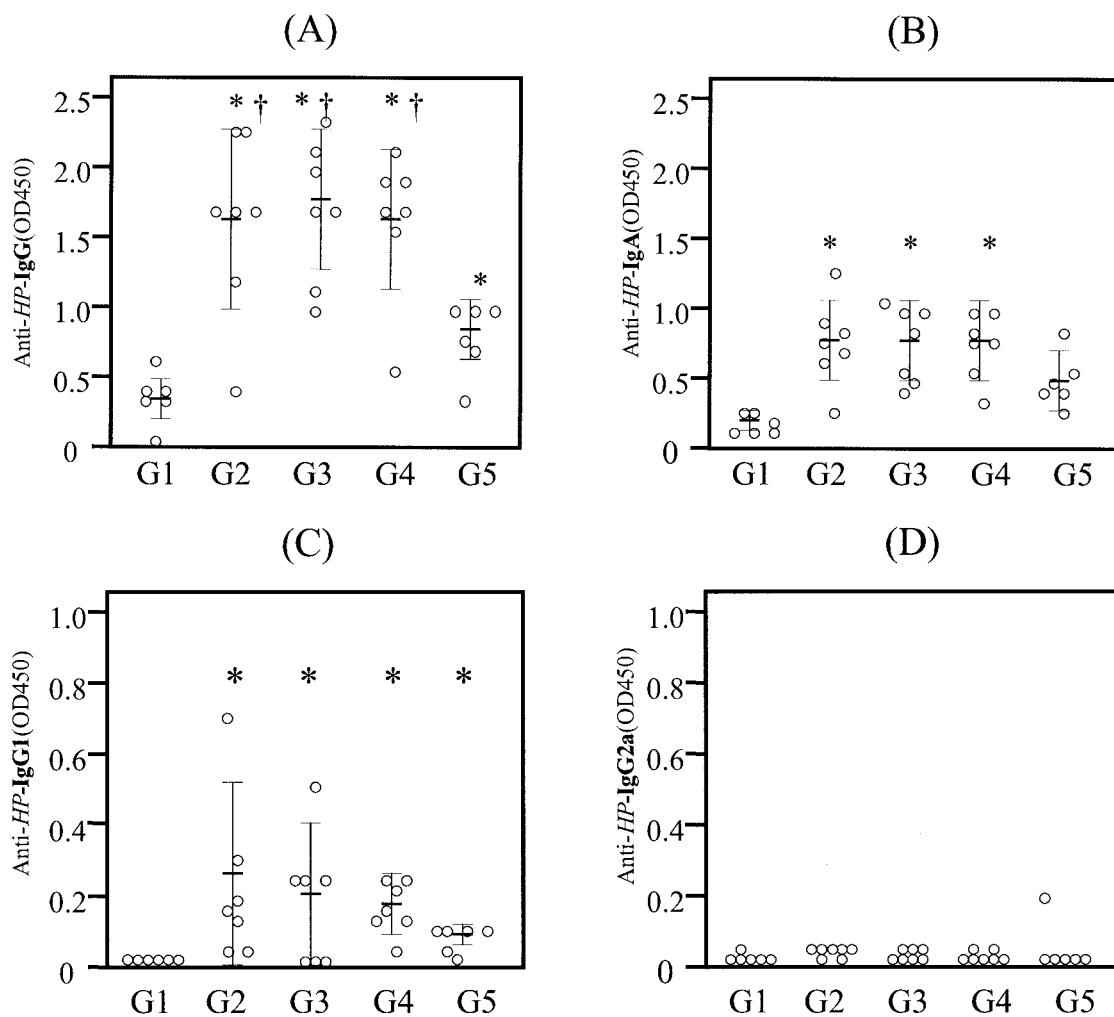 (A)
Anti-HP-IgG(OD450)
2.5
2.0
1.5
1.0
0.5
0
* †
* †
* †
*
G1 G2 G3 G4 G5
(B)
Anti-HP-IgA(OD450)
2.5
2.0
1.5
1.0
0.5
0
* * *
G1 G2 G3 G4 G5
(C)
Anti-HP-IgG1(OD450)
1.0
0.8
0.6
0.4
0.2
0
* * * *
G1 G2 G3 G4 G5
(D)
Anti-HP-IgG2a(OD450)
1.0
0.8
0.6
0.4
0.2
0
G1 G2 G3 G4 G5